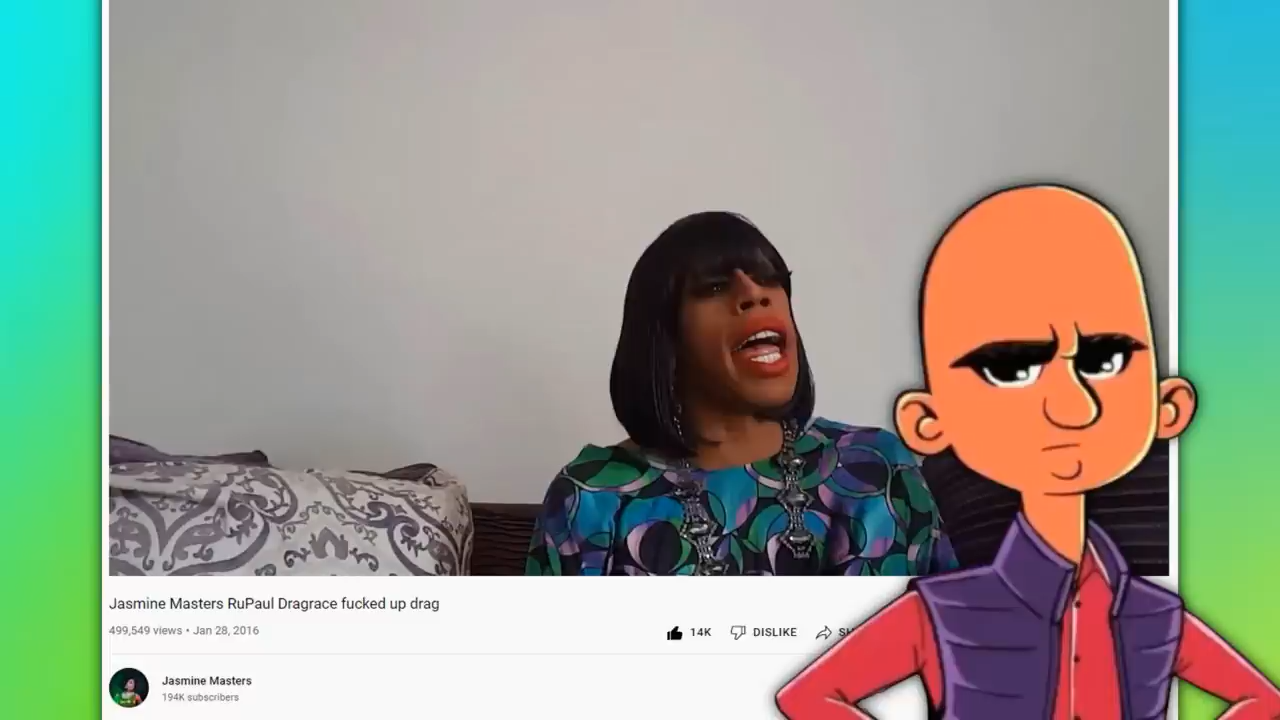 Jasmine Masters RuPaul Dragrace fucked up drag
499,549 views • Jan 28, 2016
14K DISLIKE
Jasmine Masters
194K subscribers